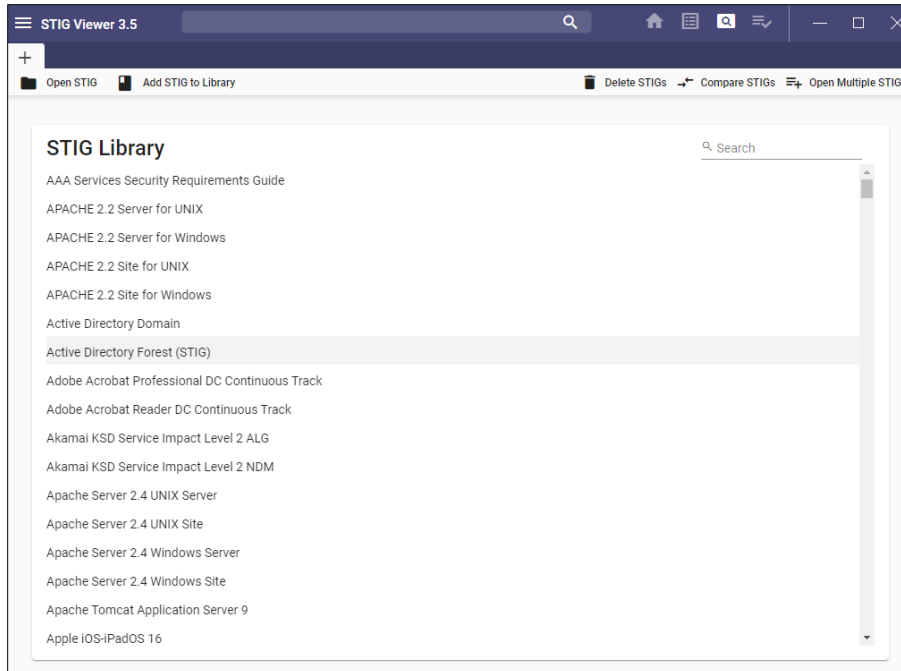 STIG Viewer 3.5
Open STIG Add STIG to Library Delete STIGs Compare STIGs Open Multiple STIG
STIG Library Search
AAA Services Security Requirements Guide
APACHE 2.2 Server for UNIX
APACHE 2.2 Server for Windows
APACHE 2.2 Site for UNIX
APACHE 2.2 Site for Windows
Active Directory Domain
Active Directory Forest (STIG)
Adobe Acrobat Professional DC Continuous Track
Adobe Acrobat Reader DC Continuous Track
Akamai KSD Service Impact Level 2 ALG
Akamai KSD Service Impact Level 2 NDM
Apache Server 2.4 UNIX Server
Apache Server 2.4 UNIX Site
Apache Server 2.4 Windows Server
Apache Server 2.4 Windows Site
Apache Tomcat Application Server 9
Apple iOS-iPadOS 16